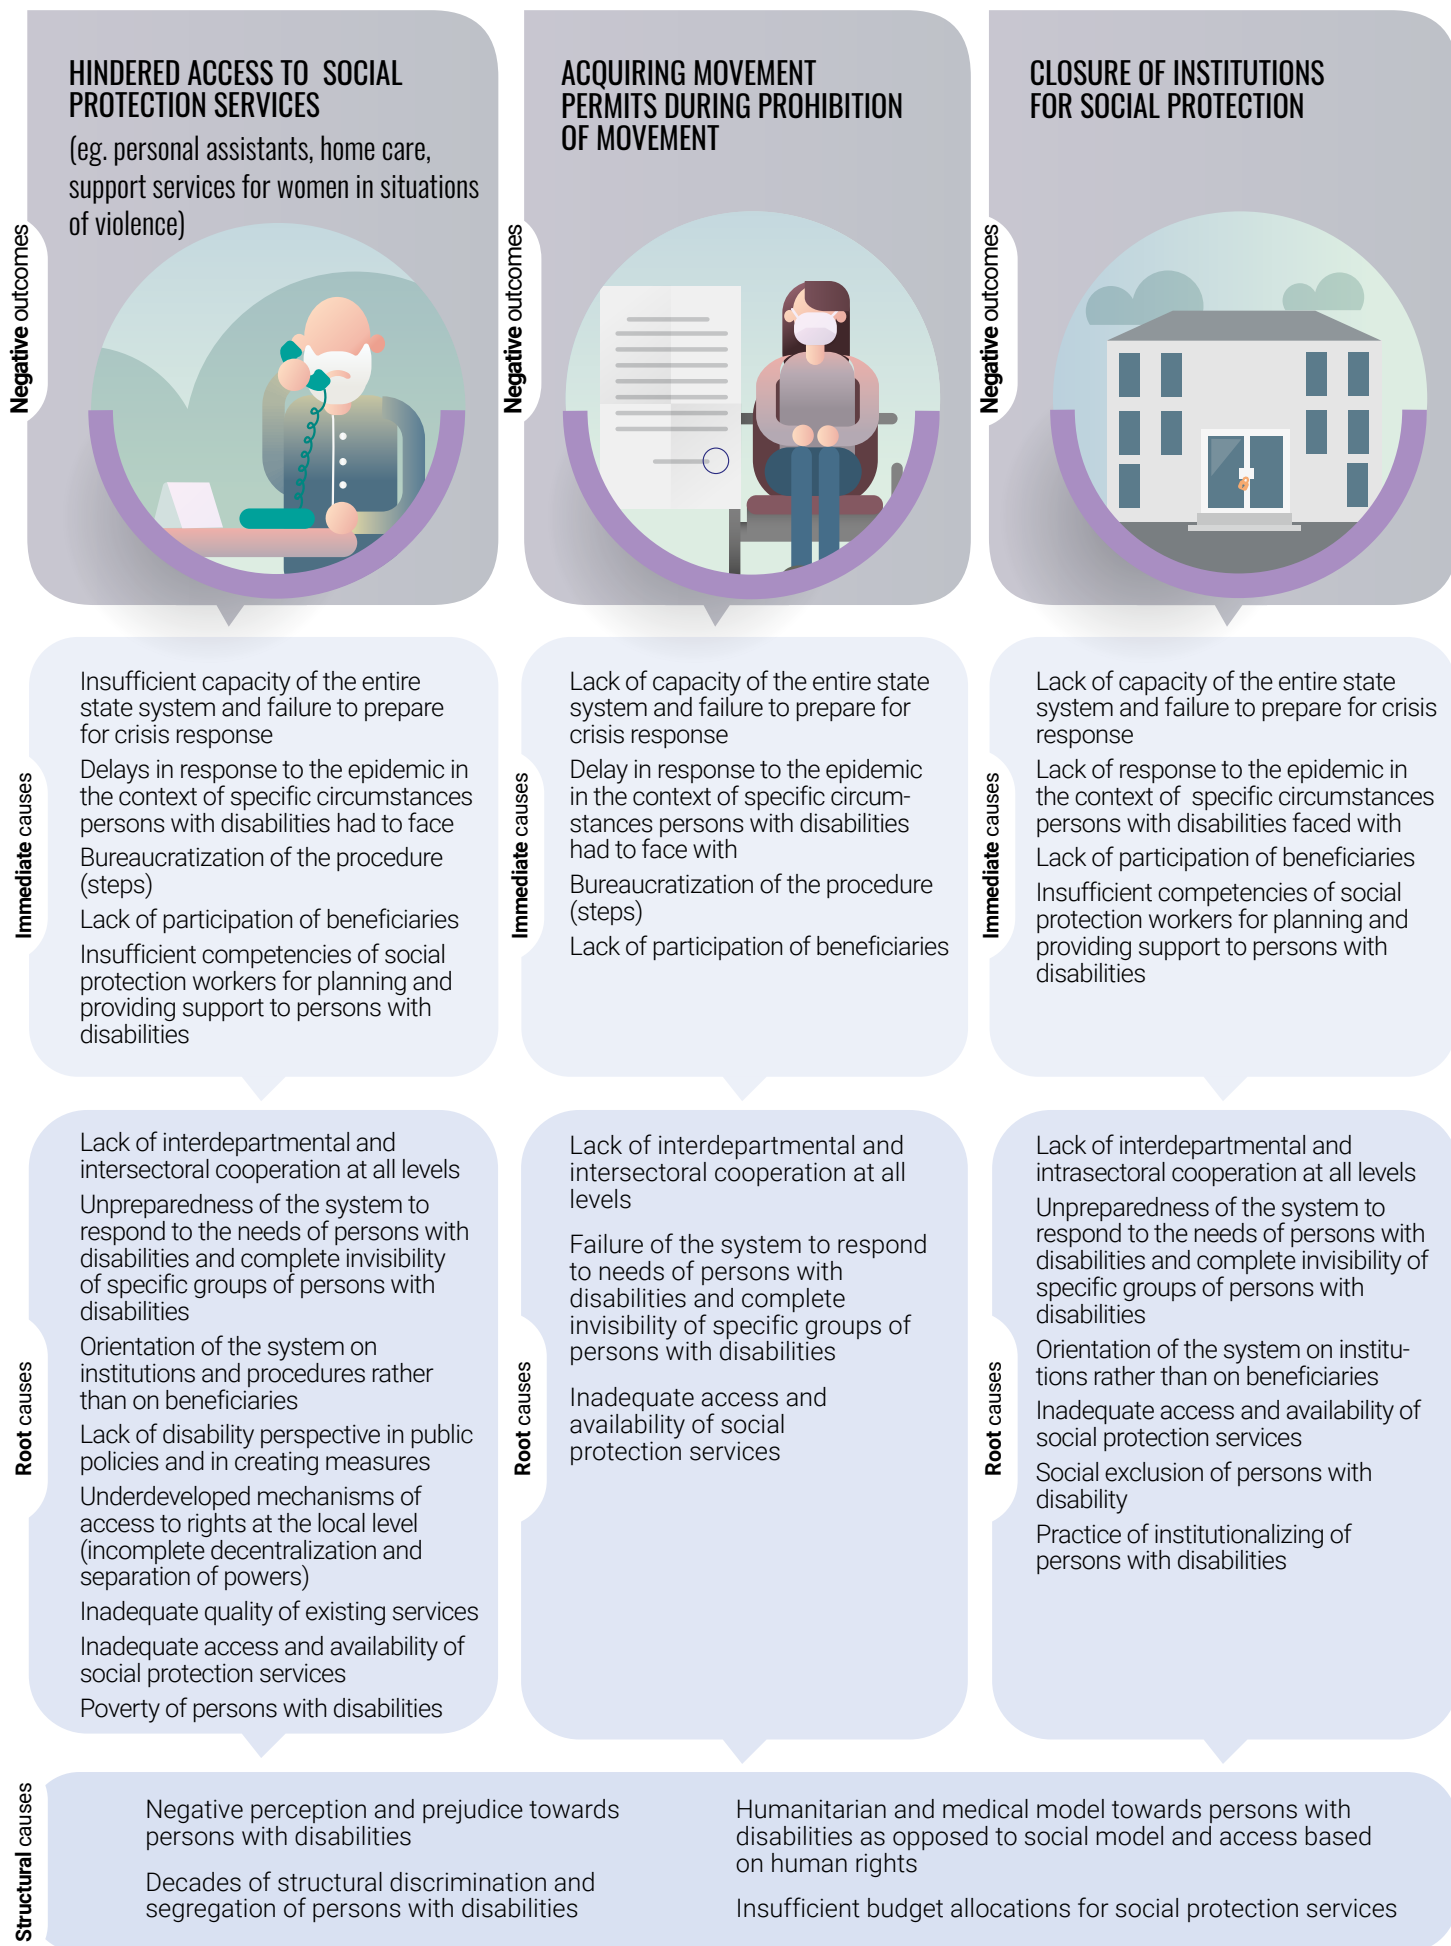 HINDERED ACCESS TO SOCIAL
PROTECTION SERVICES
(eg. personal assistants, home care,
support services for women in situations
of violence)
Negative outcomes
ACQUIRING MOVEMENT
PERMITS DURING PROHIBITION
OF MOVEMENT
Negative outcomes
CLOSURE OF INSTITUTIONS
FOR SOCIAL PROTECTION
Negative outcomes
Immediate causes
Insufficient capacity of the entire
state system and failure to prepare
for crisis response
Delays in response to the epidemic in
the context of specific circumstances
persons with disabilities had to face
Bureaucratization of the procedure
(steps)
Lack of participation of beneficiaries
Insufficient competencies of social
protection workers for planning and
providing support to persons with
disabilities
Immediate causes
Lack of capacity of the entire state
system and failure to prepare for
crisis response
Delay in response to the epidemic
in the context of specific circum-
stances persons with disabilities
had to face with
Bureaucratization of the procedure
(steps)
Lack of participation of beneficiaries
Immediate causes
Lack of capacity of the entire state
system and failure to prepare for crisis
response
Lack of response to the epidemic in
the context of specific circumstances
persons with disabilities faced with
Lack of participation of beneficiaries
Insufficient competencies of social
protection workers for planning and
providing support to persons with
disabilities
Root causes
Lack of interdepartmental and
intersectoral cooperation at all levels
Unpreparedness of the system to
respond to the needs of persons with
disabilities and complete invisibility
of specific groups of persons with
disabilities
Orientation of the system on
institutions and procedures rather
than on beneficiaries
Lack of disability perspective in public
policies and in creating measures
Underdeveloped mechanisms of
access to rights at the local level
(incomplete decentralization and
separation of powers)
Inadequate quality of existing services
Inadequate access and availability of
social protection services
Poverty of persons with disabilities
Root causes
Lack of interdepartmental and
intersectoral cooperation at all
levels
Failure of the system to respond
to needs of persons with
disabilities and complete
invisibility of specific groups of
persons with disabilities
Inadequate access and
availability of social
protection services
Root causes
Lack of interdepartmental and
intrasectoral cooperation at all levels
Unpreparedness of the system to
respond to the needs of persons with
disabilities and complete invisibility of
specific groups of persons with
disabilities
Orientation of the system on institu-
tions rather than on beneficiaries
Inadequate access and availability of
social protection services
Social exclusion of persons with
disability
Practice of institutionalizing of
persons with disabilities
Structural causes
Negative perception and prejudice towards
persons with disabilities
Decades of structural discrimination and
segregation of persons with disabilities
Humanitarian and medical model towards persons with
disabilities as opposed to social model and access based
on human rights
Insufficient budget allocations for social protection services